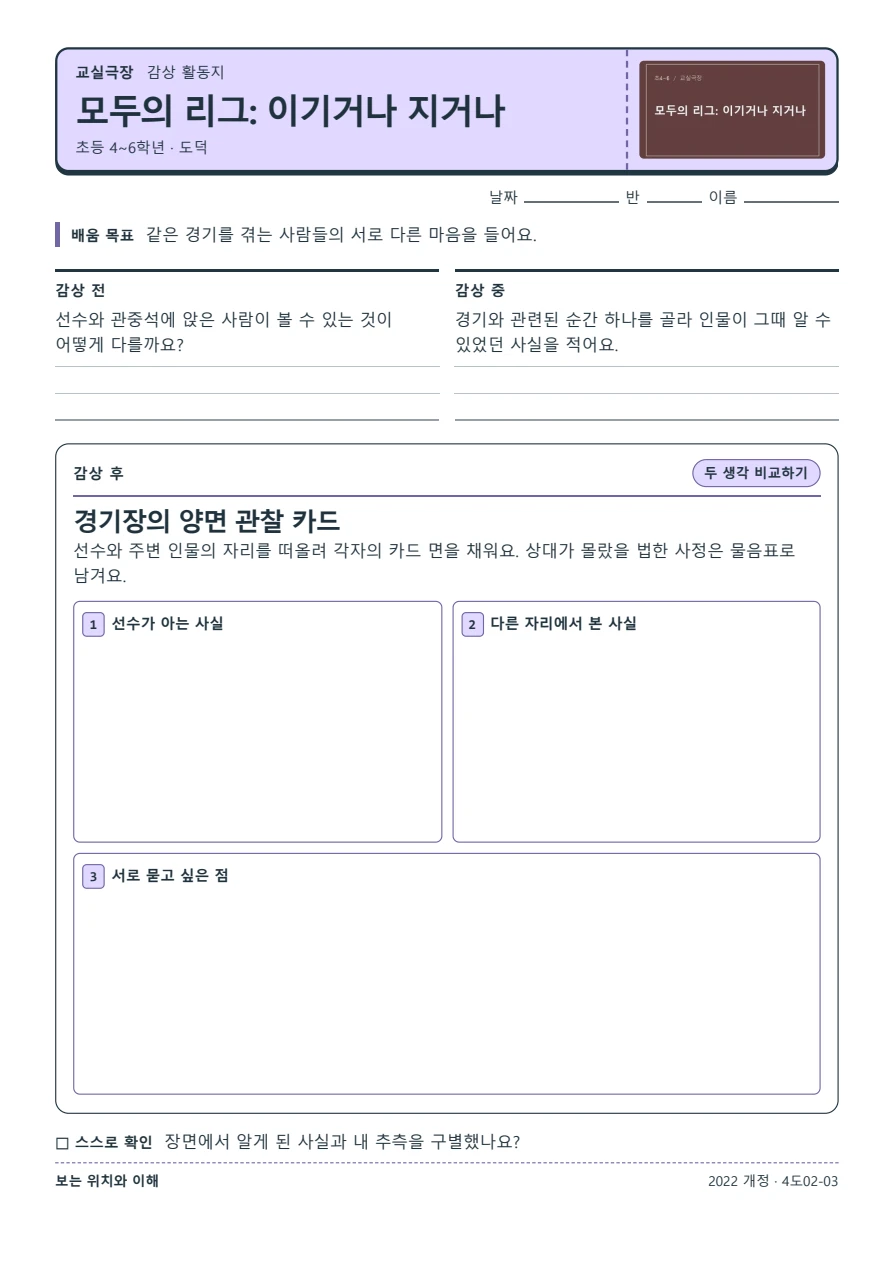 교실극장 감상 활동지
모두의 리그: 이기거나 지거나
초등 4~6학년 · 도덕
초4-6 / 교실극장
모두의 리그: 이기거나 지거나
날짜 반 이름
배움 목표 같은 경기를 겪는 사람들의 서로 다른 마음을 들어요.
감상 전
선수와 관중석에 앉은 사람이 볼 수 있는 것이
어떻게 다를까요?
감상 중
경기와 관련된 순간 하나를 골라 인물이 그때 알 수
있었던 사실을 적어요.
감상 후
두 생각 비교하기
경기장의 양면 관찰 카드
선수와 주변 인물의 자리를 떠올려 각자의 카드 면을 채워요. 상대가 몰랐을 법한 사정은 물음표로
남겨요.
1 선수가 아는 사실
2 다른 자리에서 본 사실
3 서로 묻고 싶은 점
스스로 확인 장면에서 알게 된 사실과 내 추측을 구별했나요?
보는 위치와 이해
2022 개정 · 4도02-03